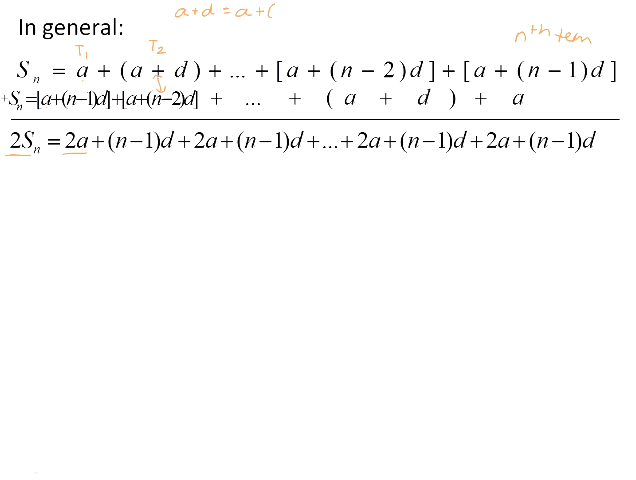 a+d = a+(
In general:
nth term
T1 T2
Sn = a + (a + d) + ... + [a + (n − 2)d] + [a + (n − 1)d]
+Sn=[a+(n−1)d]+[a+(n−2)d] + ... + (a + d) + a
2Sn = 2a+(n−1)d+2a+(n−1)d+...+2a+(n−1)d+2a+(n−1)d